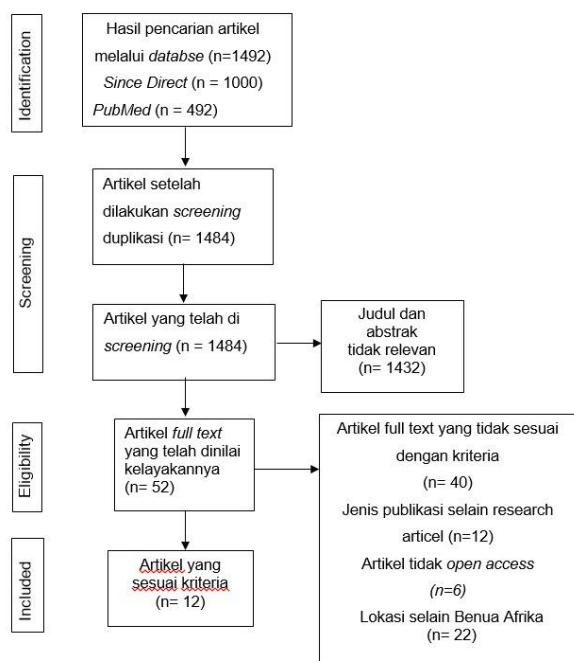 Identification
Hasil pencarian artikel
melalui databse (n=1492)
Since Direct (n = 1000)
PubMed (n = 492)
Screening
Artikel setelah
dilakukan screening
duplikasi (n= 1484)
Artikel yang telah di
screening (n = 1484)
Judul dan
abstrak
tidak relevan
(n= 1432)
Eligibility
Artikel full text
yang telah dinilai
kelayakannya
(n= 52)
Artikel full text yang tidak sesuai
dengan kriteria
(n= 40)
Jenis publikasi selain research
articel (n=12)
Artikel tidak open access
(n=6)
Lokasi selain Benua Afrika
(n= 22)
Included
Artikel yang
sesuai kriteria
(n= 12)